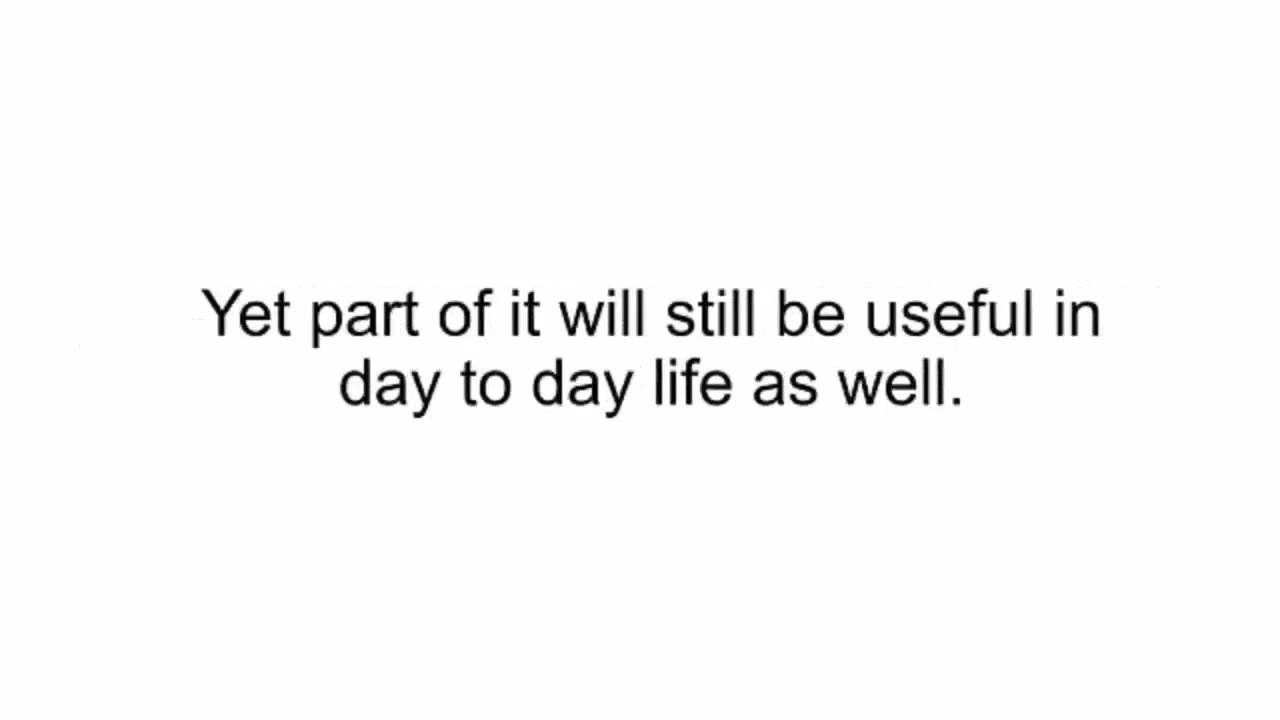 Yet part of it will still be useful in
day to day life as well.